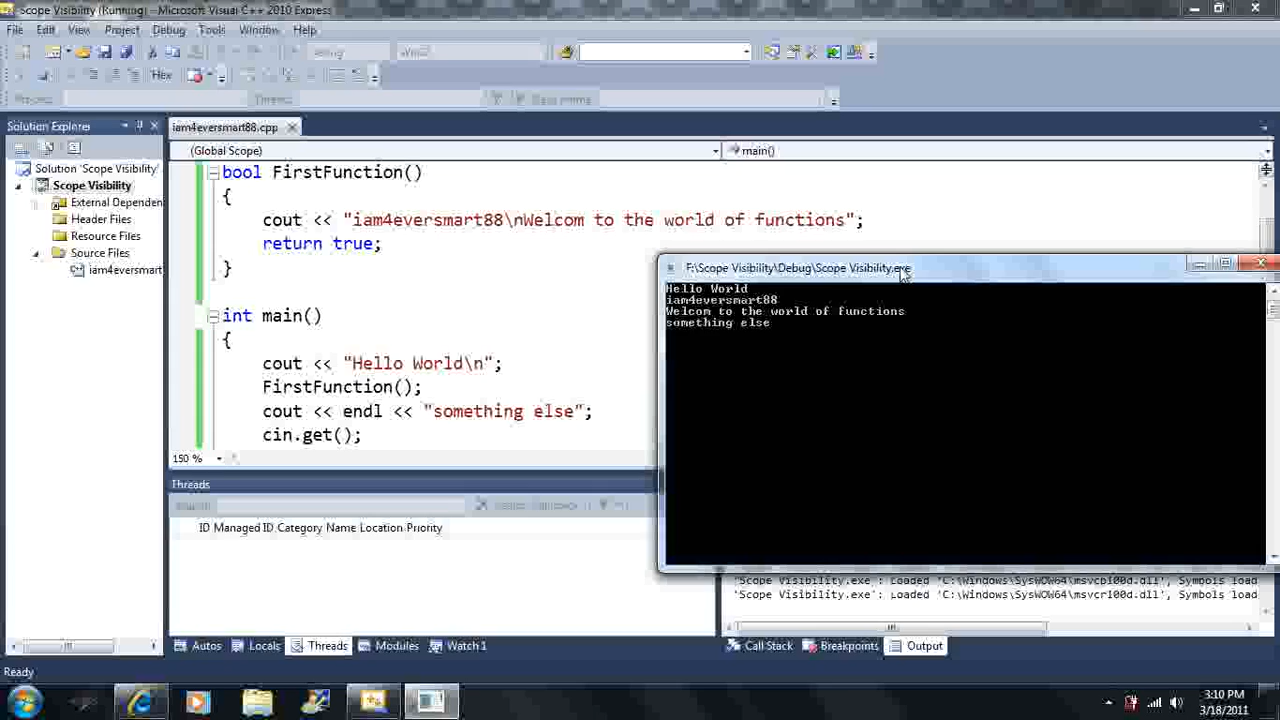 Scope Visibility (Running) - Microsoft Visual C++ 2010 Express
File Edit View Project Debug Tools Window Help
Hex
Solution Explorer
iam4eversmart88.cpp
(Global Scope)
main()
Solution 'Scope Visibility'
Scope Visibility
External Dependen
Header Files
Resource Files
Source Files
iam4eversmart
bool FirstFunction()
{
cout << "iam4eversmart88\nWelcom to the world of functions";
return true;
}
int main()
{
cout << "Hello World\n";
FirstFunction();
cout << endl << "something else";
cin.get();
150 %
F:\Scope Visibility\Debug\Scope Visibility.exe
Hello World
iam4eversmart88
Welcom to the world of functions
something else
Threads
ID Managed ID Category Name Location Priority
"Scope Visibility.exe': Loaded 'C:\Windows\SysWOW64\msvcp100d.dll', Symbols load
"Scope Visibility.exe': Loaded 'C:\Windows\SysWOW64\msvcr100d.dll', Symbols load
Autos Locals Threads Modules Watch 1
Call Stack Breakpoints Output
Ready
3:10 PM
3/18/2011